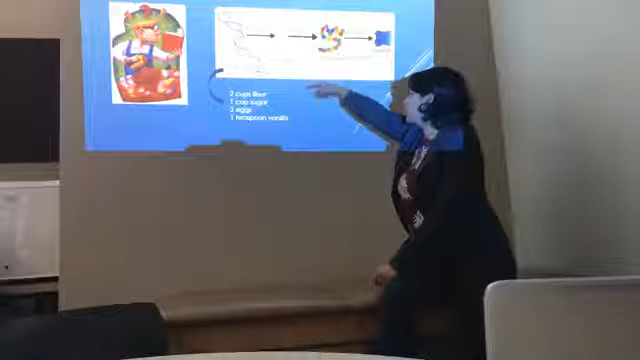 2 cups flour
1 cup sugar
2 eggs
1 teaspoon vanilla